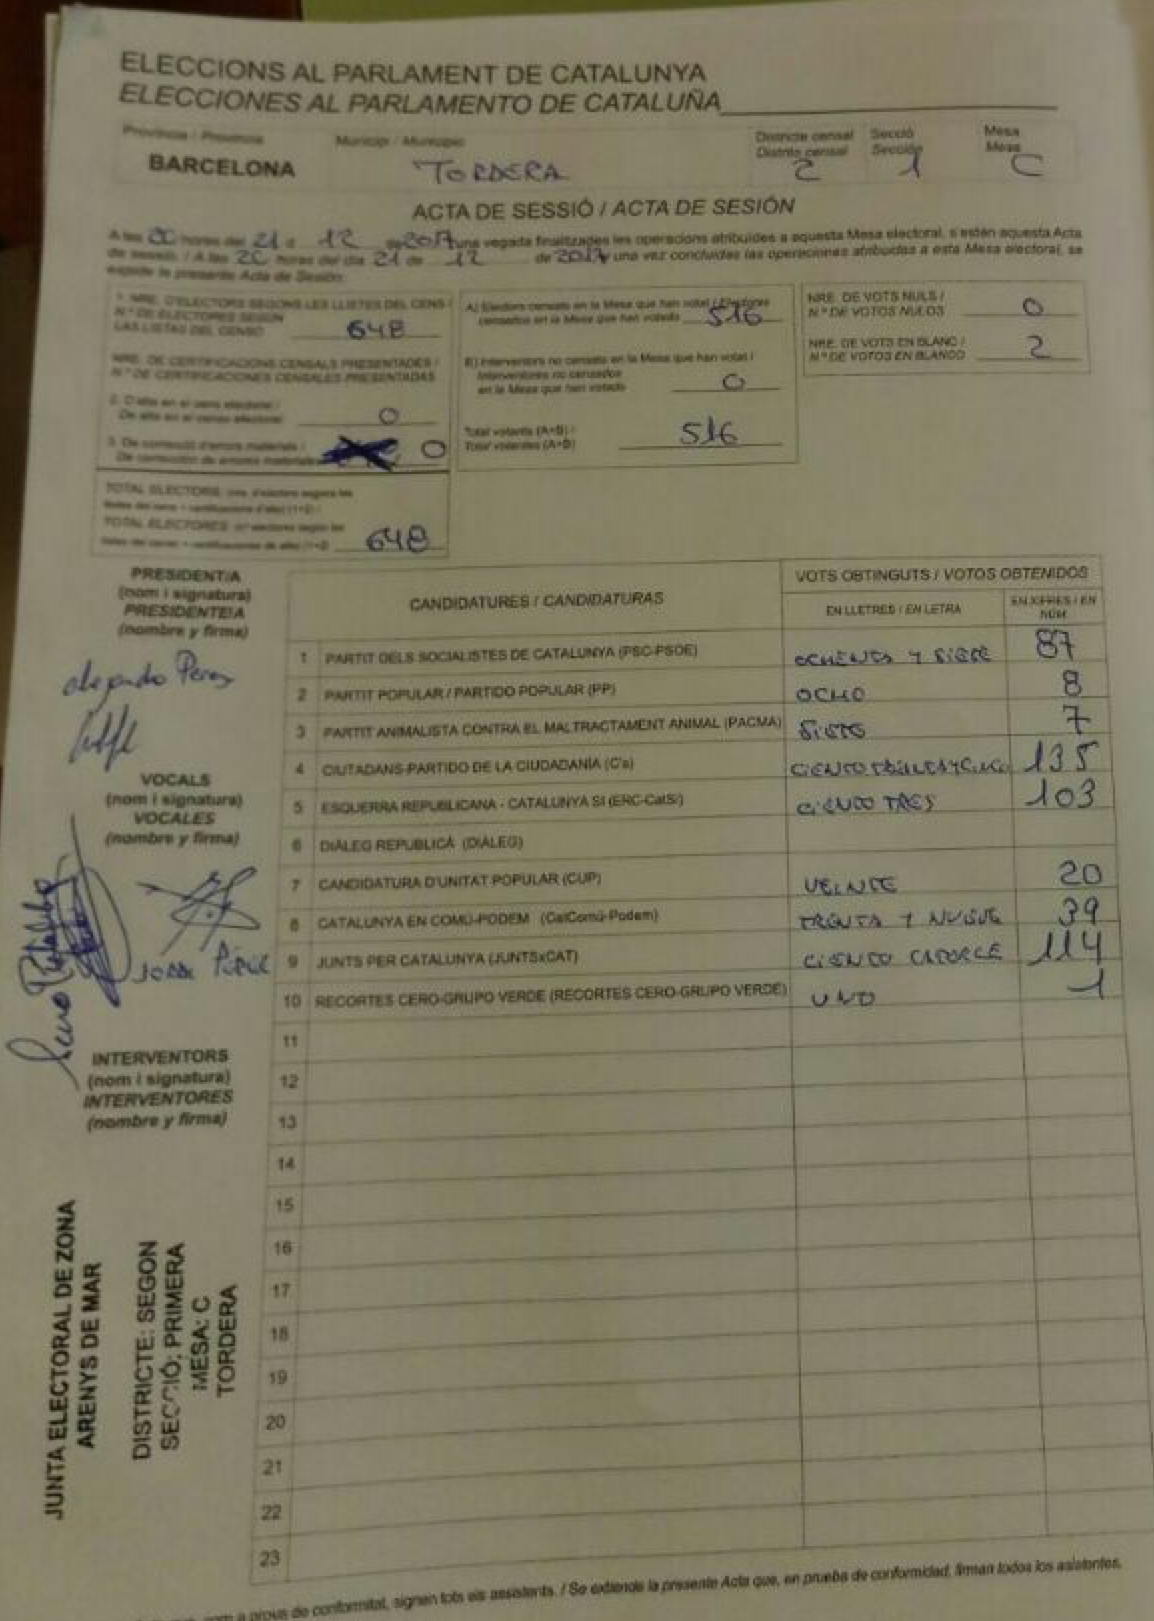 ELECCIONS AL PARLAMENT DE CATALUNYA
ELECCIONES AL PARLAMENTO DE CATALUÑA
Província / Provincia Municipi / Municipio Districte censal Secció Mesa
Distrito censal Sección Mesa
BARCELONA TORDERA 2 1 C
ACTA DE SESSIÓ / ACTA DE SESIÓN
A les 20 hores del 21 d 12 de 2017 una vegada finalitzades les operacions atribuïdes a aquesta Mesa electoral, s'estén aquesta Acta
de sessió. / A las 20 horas del día 21 de 12 de 2017 una vez concluidas las operaciones atribuidas a esta Mesa electoral, se
expide la presente Acta de Sesión:
1. NRE. D'ELECTORS SEGONS LES LLISTES DEL CENS /
N.º DE ELECTORES SEGÚN
LAS LISTAS DEL CENSO 648
NRE. DE CERTIFICACIONS CENSALS PRESENTADES /
N.º DE CERTIFICACIONES CENSALES PRESENTADAS
2. D'alta en el cens electoral /
De alta en el censo electoral 0
3. De correcció d'errors materials /
De corrección de errores materiales 0
TOTAL ELECTORS: nre. d'electors segons les
llistes del cens + certificacions d'alta (1+2) /
TOTAL ELECTORES: nº electores según las
listas del censo + certificaciones de alta (1+2) 648
A) Electors censats en la Mesa que han votat / Electores
censados en la Mesa que han votado 516
B) Interventors no censats en la Mesa que han votat /
Interventores no censados
en la Mesa que han votado 0
Total votants (A+B) /
Total votantes (A+B) 516
NRE. DE VOTS NULS /
N.º DE VOTOS NULOS 0
NRE. DE VOTS EN BLANC /
N.º DE VOTOS EN BLANCO 2
PRESIDENT/A
(nom i signatura)
PRESIDENTE/A
(nombre y firma)
alejandro Perez
VOCALS
(nom i signatura)
VOCALES
(nombre y firma)
INTERVENTORS
(nom i signatura)
INTERVENTORES
(nombre y firma)
CANDIDATURES / CANDIDATURAS VOTS OBTINGUTS / VOTOS OBTENIDOS
EN LLETRES / EN LETRA EN XIFRES / EN NÚM.
1 PARTIT DELS SOCIALISTES DE CATALUNYA (PSC-PSOE) OCHENTA Y SIETE 87
2 PARTIT POPULAR / PARTIDO POPULAR (PP) OCHO 8
3 PARTIT ANIMALISTA CONTRA EL MALTRACTAMENT ANIMAL (PACMA) SIETE 7
4 CIUTADANS-PARTIDO DE LA CIUDADANÍA (C's) CIENTO TREINTA Y CINCO 135
5 ESQUERRA REPUBLICANA - CATALUNYA SÍ (ERC-CatSí) CIENTO TRES 103
6 DIÀLEG REPUBLICÀ (DIÀLEG)
7 CANDIDATURA D'UNITAT POPULAR (CUP) VEINTE 20
8 CATALUNYA EN COMÚ-PODEM (CatComú-Podem) TREINTA Y NUEVE 39
9 JUNTS PER CATALUNYA (JUNTSxCAT) CIENTO CATORCE 114
10 RECORTES CERO-GRUPO VERDE (RECORTES CERO-GRUPO VERDE) UNO 1
11
12
13
14
15
16
17
18
19
20
21
22
23
JUNTA ELECTORAL DE ZONA
ARENYS DE MAR
DISTRICTE: SEGON
SECCIÓ: PRIMERA
MESA: C
TORDERA
com a prova de conformitat, signen tots els assistents. / Se extiende la presente Acta que, en prueba de conformidad, firman todos los asistentes.